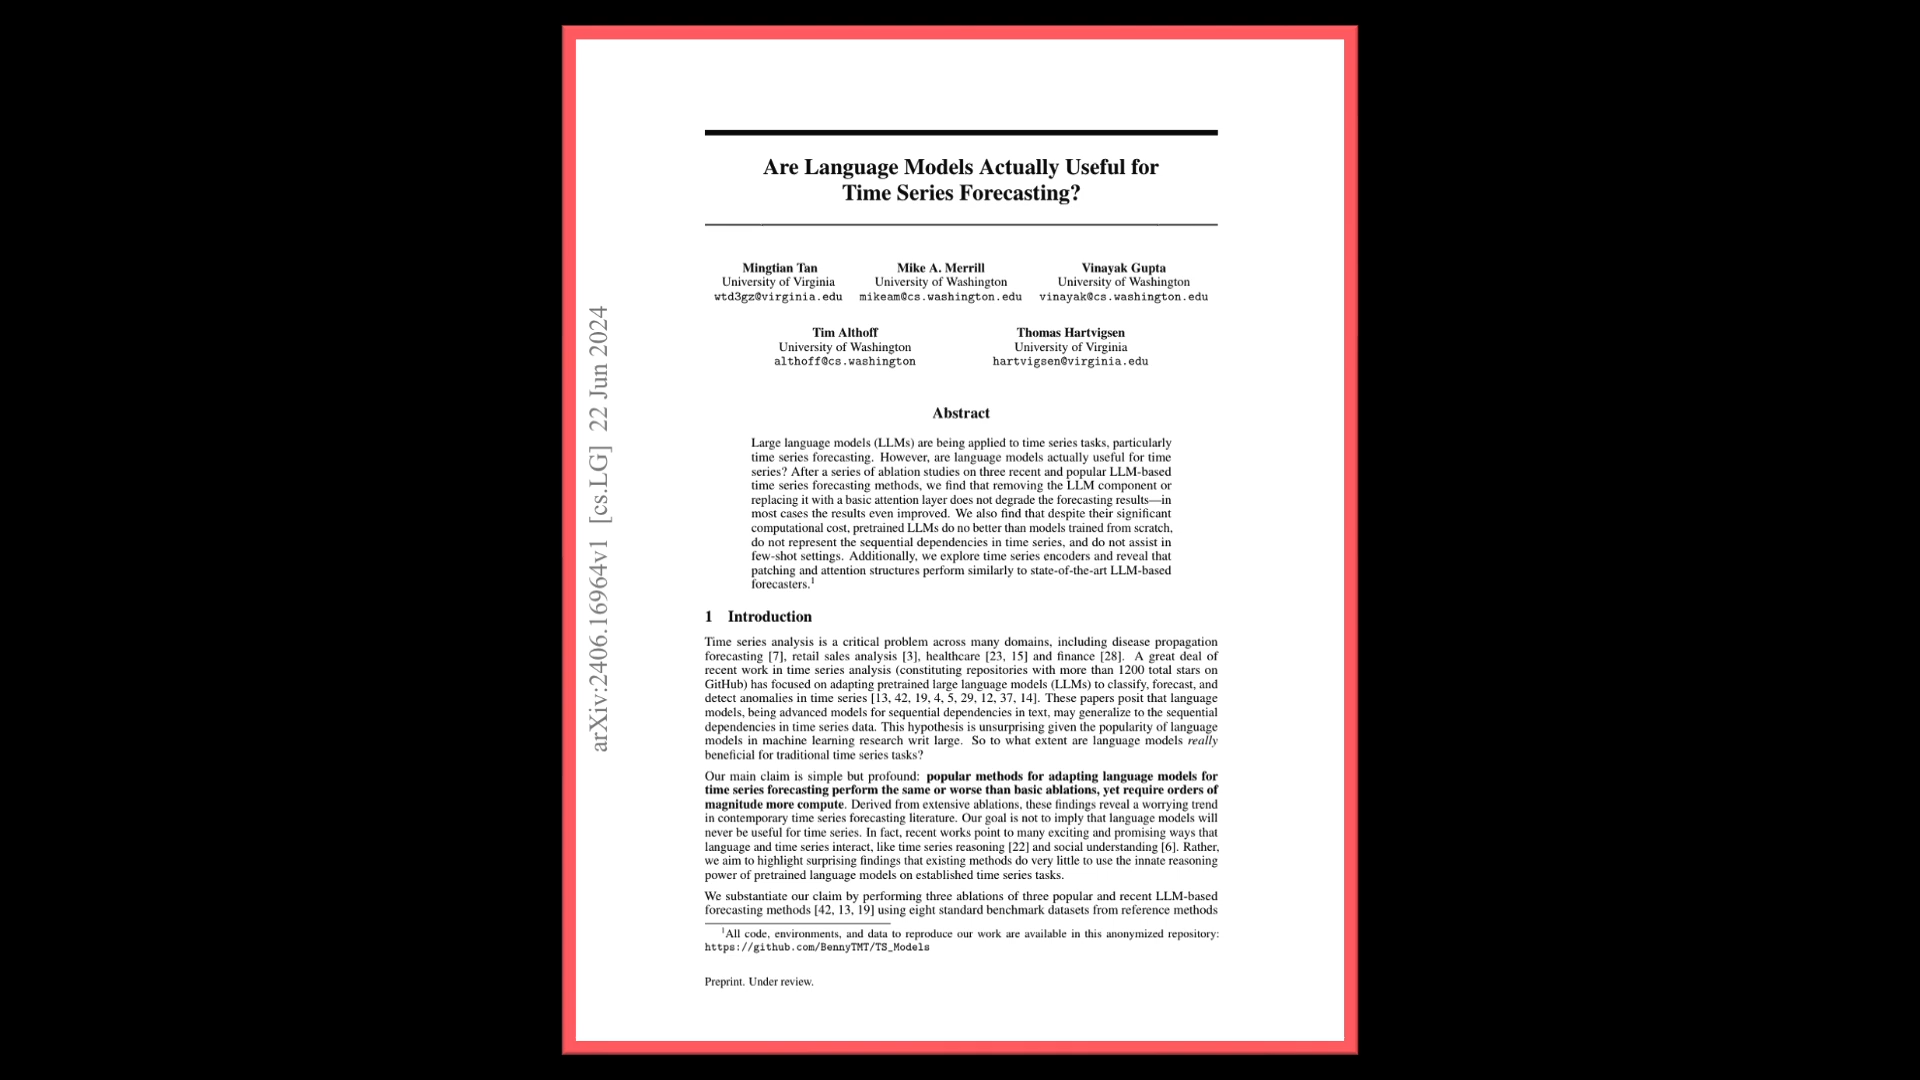 Are Language Models Actually Useful for
Time Series Forecasting?
Mingtian Tan
University of Virginia
wtd3gz@virginia.edu
Mike A. Merrill
University of Washington
mikeam@cs.washington.edu
Vinayak Gupta
University of Washington
vinayak@cs.washington.edu
Tim Althoff
University of Washington
althoff@cs.washington
Thomas Hartvigsen
University of Virginia
hartvigsen@virginia.edu
Abstract
Large language models (LLMs) are being applied to time series tasks, particularly
time series forecasting. However, are language models actually useful for time
series? After a series of ablation studies on three recent and popular LLM-based
time series forecasting methods, we find that removing the LLM component or
replacing it with a basic attention layer does not degrade the forecasting results—in
most cases the results even improved. We also find that despite their significant
computational cost, pretrained LLMs do no better than models trained from scratch,
do not represent the sequential dependencies in time series, and do not assist in
few-shot settings. Additionally, we explore time series encoders and reveal that
patching and attention structures perform similarly to state-of-the-art LLM-based
forecasters.1
1 Introduction
Time series analysis is a critical problem across many domains, including disease propagation
forecasting [7], retail sales analysis [3], healthcare [23, 15] and finance [28]. A great deal of
recent work in time series analysis (constituting repositories with more than 1200 total stars on
GitHub) has focused on adapting pretrained large language models (LLMs) to classify, forecast, and
detect anomalies in time series [13, 42, 19, 4, 5, 29, 12, 37, 14]. These papers posit that language
models, being advanced models for sequential dependencies in text, may generalize to the sequential
dependencies in time series data. This hypothesis is unsurprising given the popularity of language
models in machine learning research writ large. So to what extent are language models really
beneficial for traditional time series tasks?
Our main claim is simple but profound: popular methods for adapting language models for
time series forecasting perform the same or worse than basic ablations, yet require orders of
magnitude more compute. Derived from extensive ablations, these findings reveal a worrying trend
in contemporary time series forecasting literature. Our goal is not to imply that language models will
never be useful for time series. In fact, recent works point to many exciting and promising ways that
language and time series interact, like time series reasoning [22] and social understanding [6]. Rather,
we aim to highlight surprising findings that existing methods do very little to use the innate reasoning
power of pretrained language models on established time series tasks.
We substantiate our claim by performing three ablations of three popular and recent LLM-based
forecasting methods [42, 13, 19] using eight standard benchmark datasets from reference methods
1All code, environments, and data to reproduce our work are available in this anonymized repository:
https://github.com/BennyTMT/TS_Models
Preprint. Under review.
arXiv:2406.16964v1 [cs.LG] 22 Jun 2024